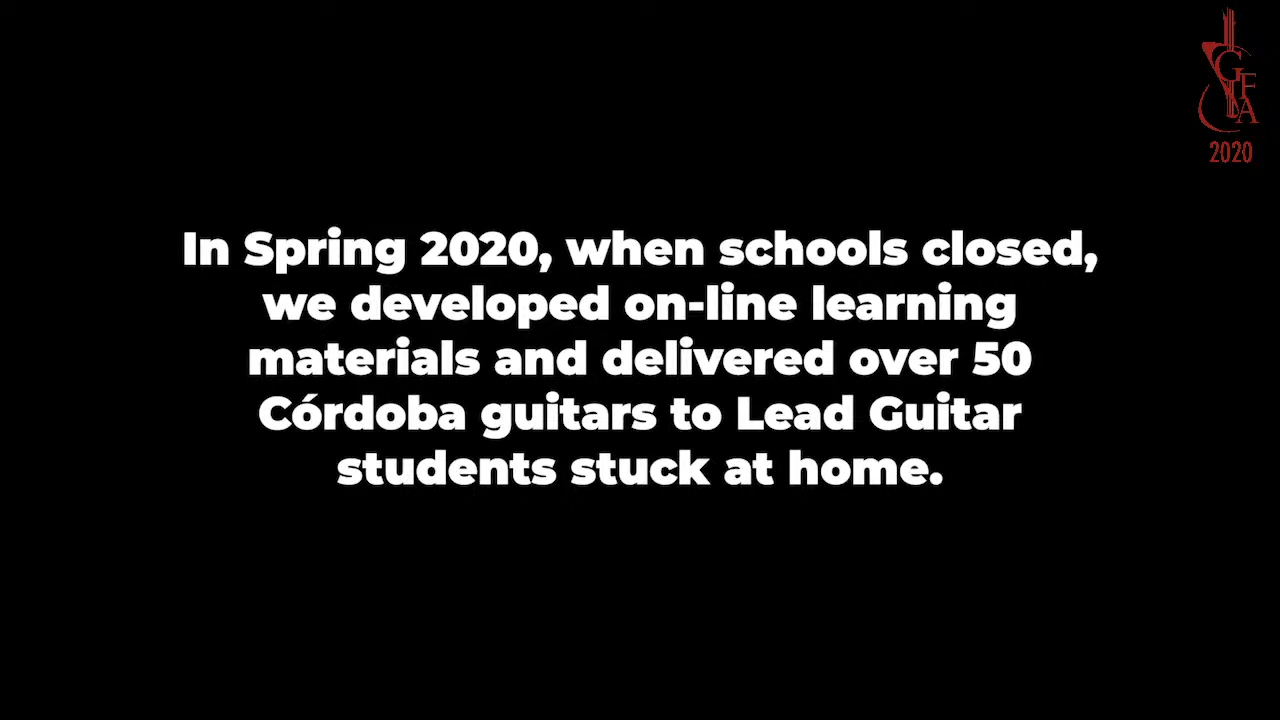 GFA
2020
In Spring 2020, when schools closed,
we developed on-line learning
materials and delivered over 50
Córdoba guitars to Lead Guitar
students stuck at home.